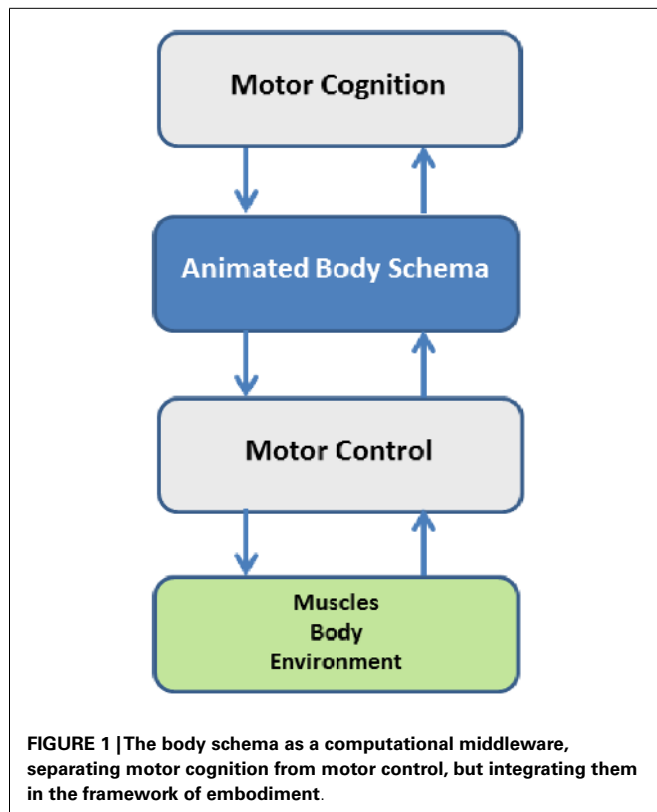 Motor Cognition
Animated Body Schema
Motor Control
Muscles
Body
Environment
FIGURE 1 | The body schema as a computational middleware,
separating motor cognition from motor control, but integrating them
in the framework of embodiment.